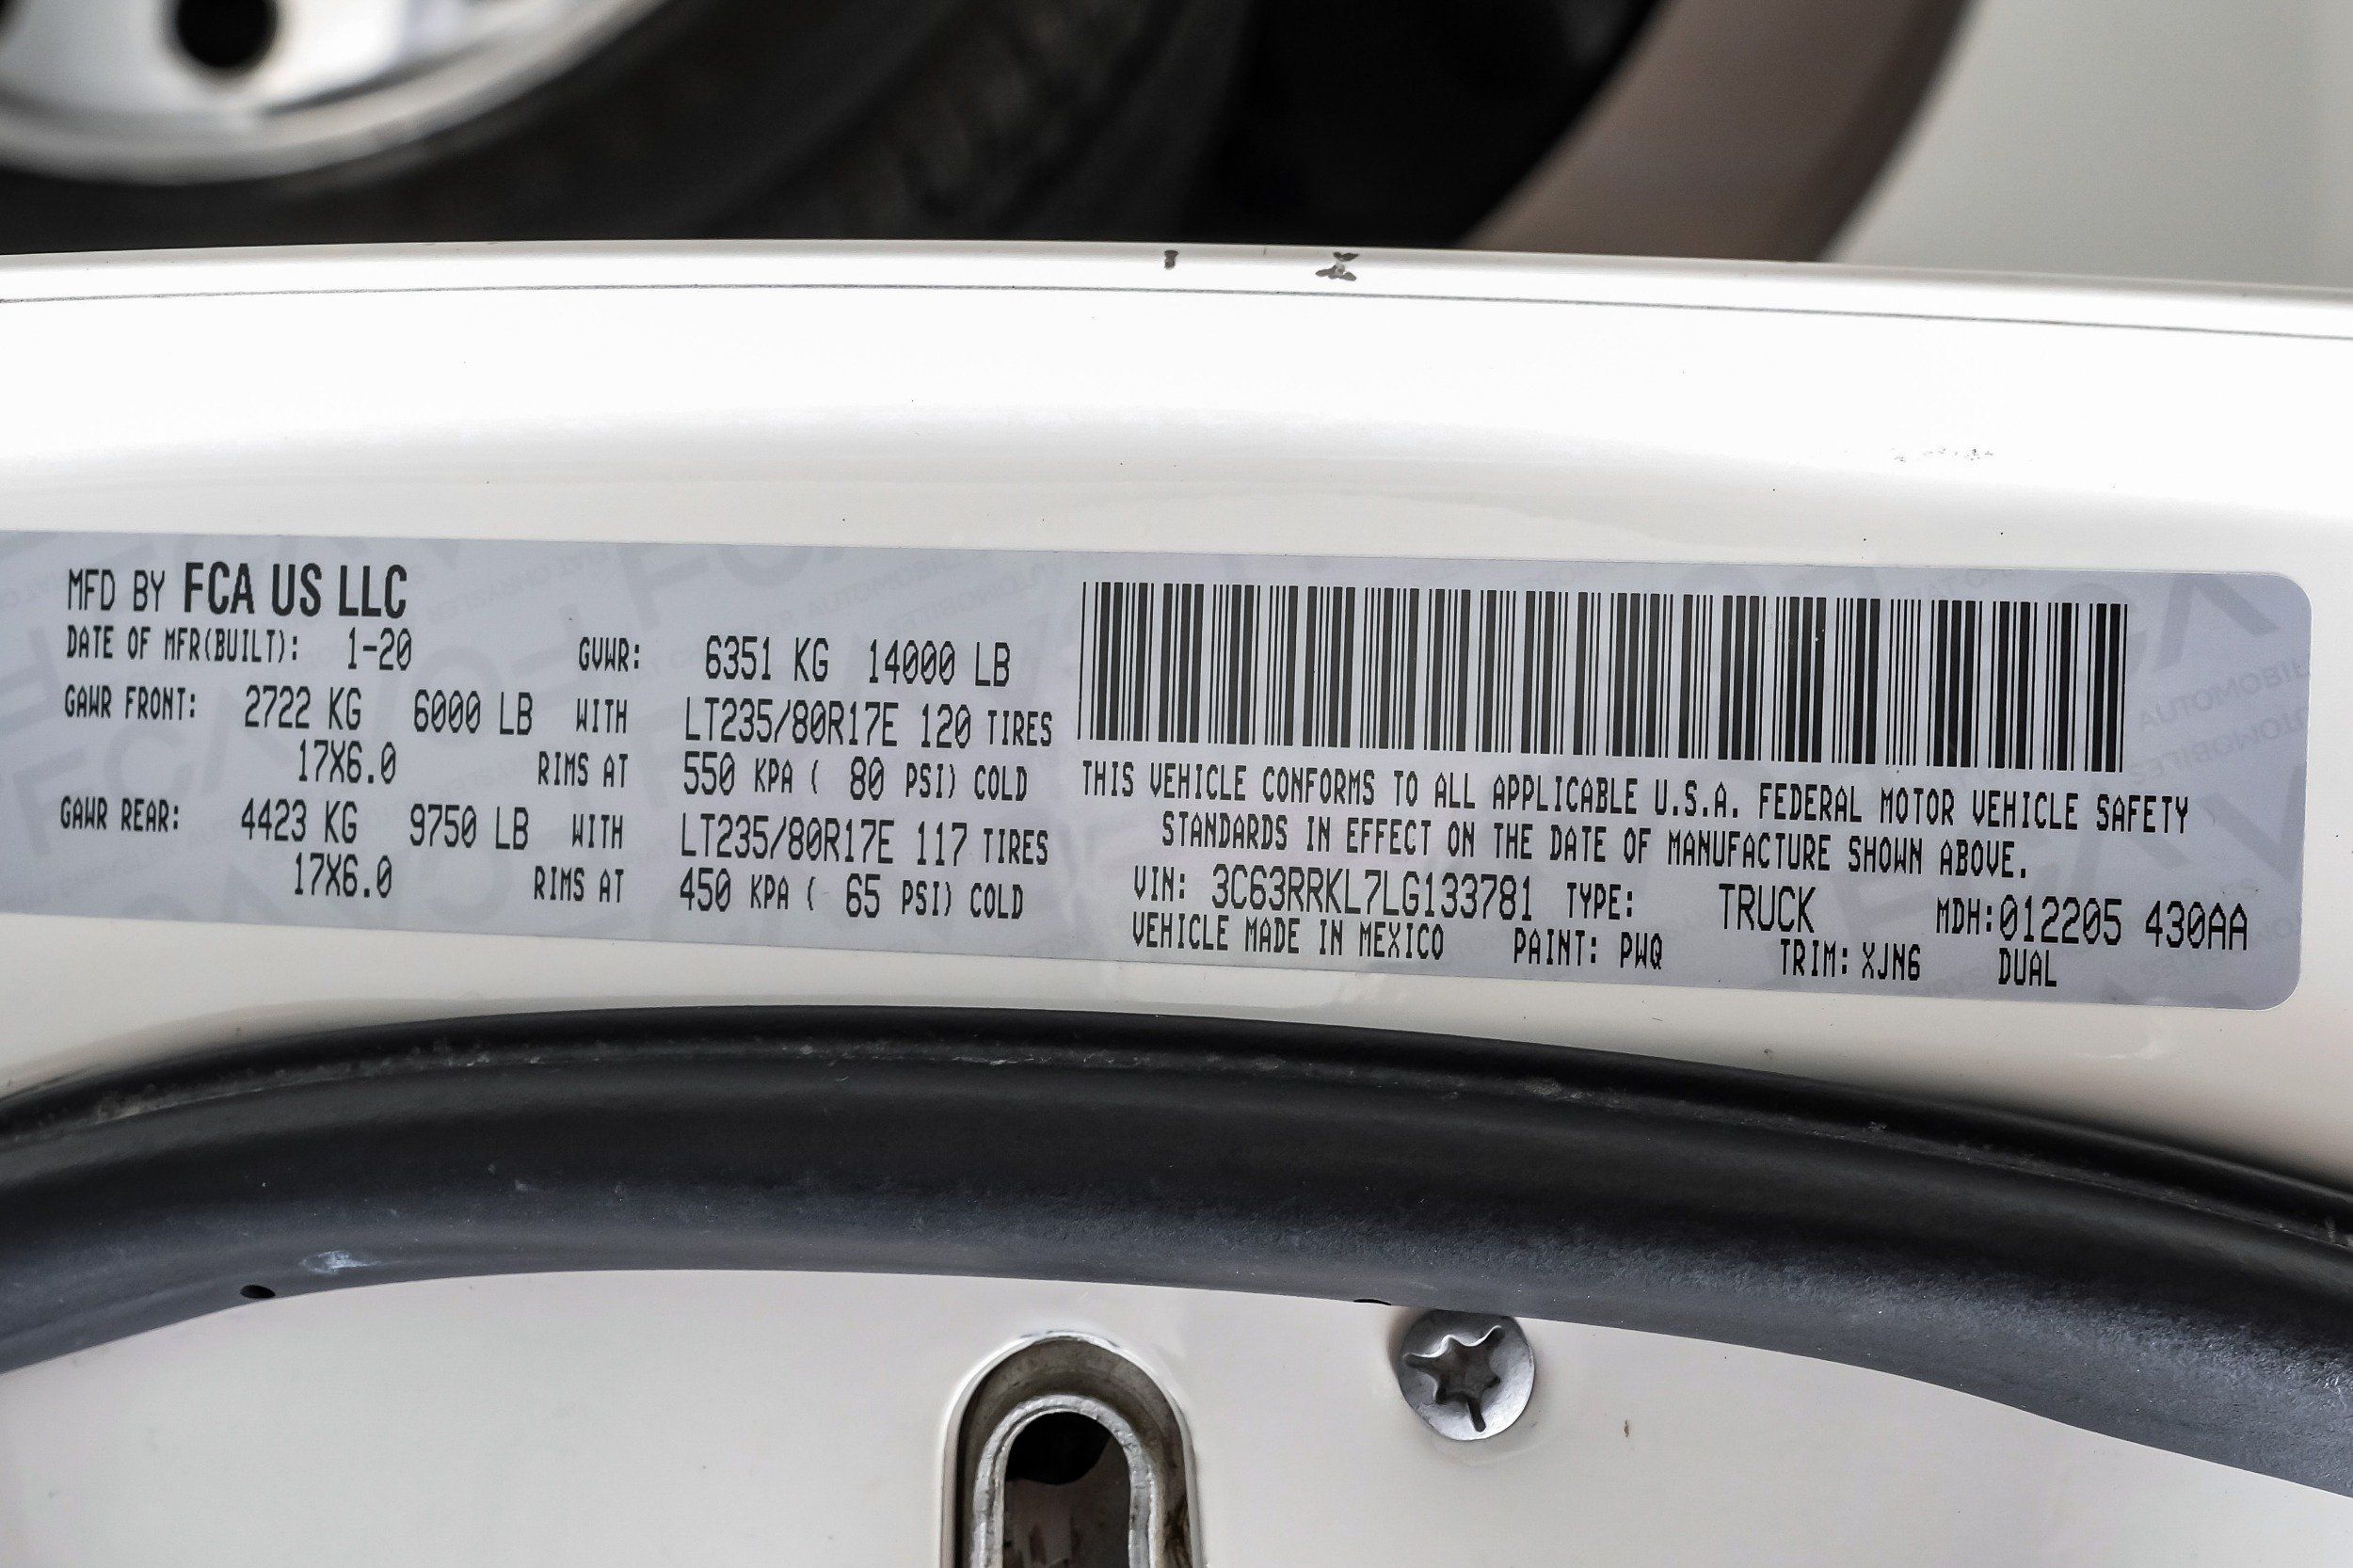 MFD BY FCA US LLC
DATE OF MFR(BUILT): 1-20 GVWR: 6351 KG 14000 LB
GAWR FRONT: 2722 KG 6000 LB WITH LT235/80R17E 120 TIRES
17X6.0 RIMS AT 550 KPA ( 80 PSI) COLD
GAWR REAR: 4423 KG 9750 LB WITH LT235/80R17E 117 TIRES
17X6.0 RIMS AT 450 KPA ( 65 PSI) COLD
THIS VEHICLE CONFORMS TO ALL APPLICABLE U.S.A. FEDERAL MOTOR VEHICLE SAFETY
STANDARDS IN EFFECT ON THE DATE OF MANUFACTURE SHOWN ABOVE.
VIN: 3C63RRKL7LG133781 TYPE: TRUCK MDH:012205 430AA
VEHICLE MADE IN MEXICO PAINT: PWQ TRIM: XJN6 DUAL